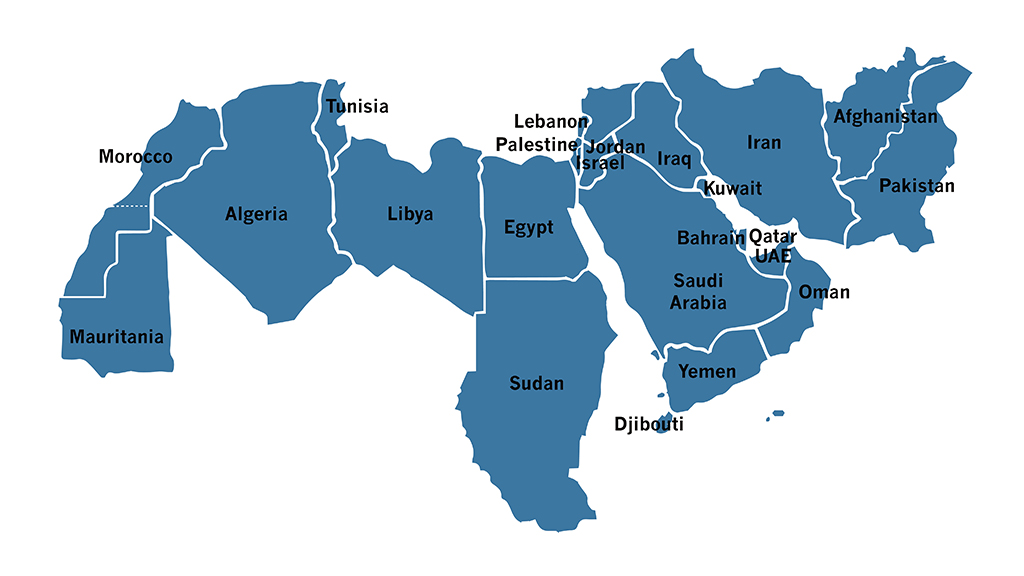 Tunisia
Lebanon
Afghanistan
Palestine
Jordan
Iran
Morocco
Israel
Iraq
Kuwait
Pakistan
Algeria
Libya
Egypt
Bahrain
Qatar
UAE
Saudi
Arabia
Oman
Mauritania
Yemen
Sudan
Djibouti